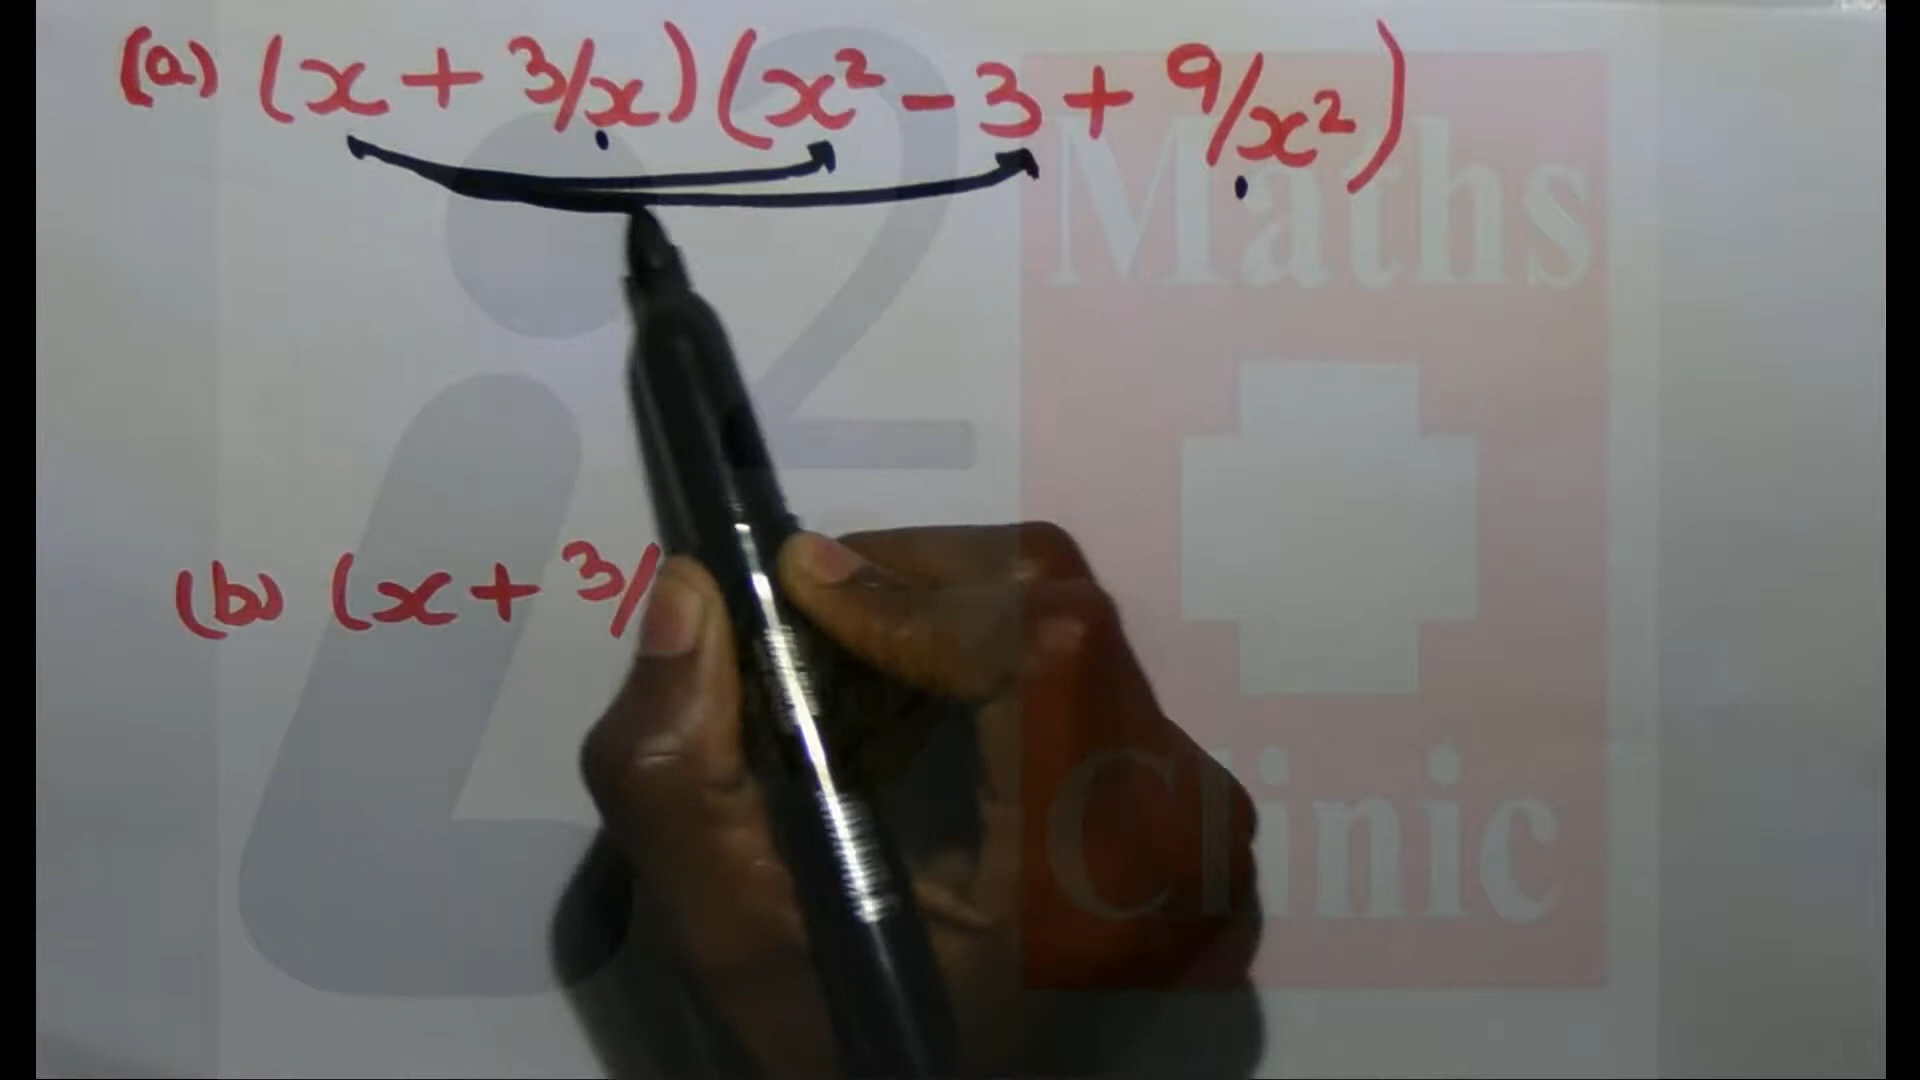 (a) (x + 3/x)(x² - 3 + 9/x²)
(b) (x + 3/
Maths
Clinic